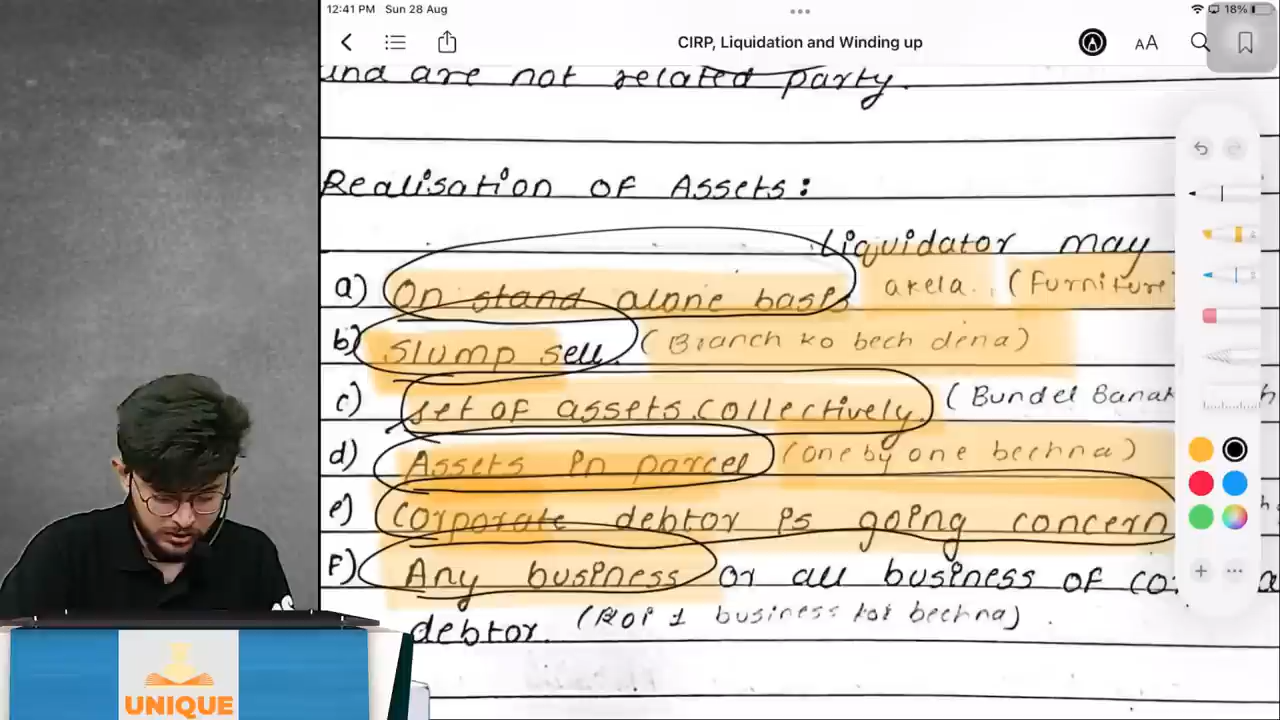 12:41 PM Sun 28 Aug
18%
CIRP, Liquidation and Winding up
AA
und are not related party.
Realisation of Assets:
Liquidator may
a) On stand alone basis akela. (Furniture
b) Slump sell. (Branch ko bech dena)
c) set of assets collectively. (Bundel Banak
d) Assets in parcel (one by one bechna)
e) corporate debtor is going concern
F) Any business or all business of co
debtor. (Koi 1 business koi bechna)
UNIQUE